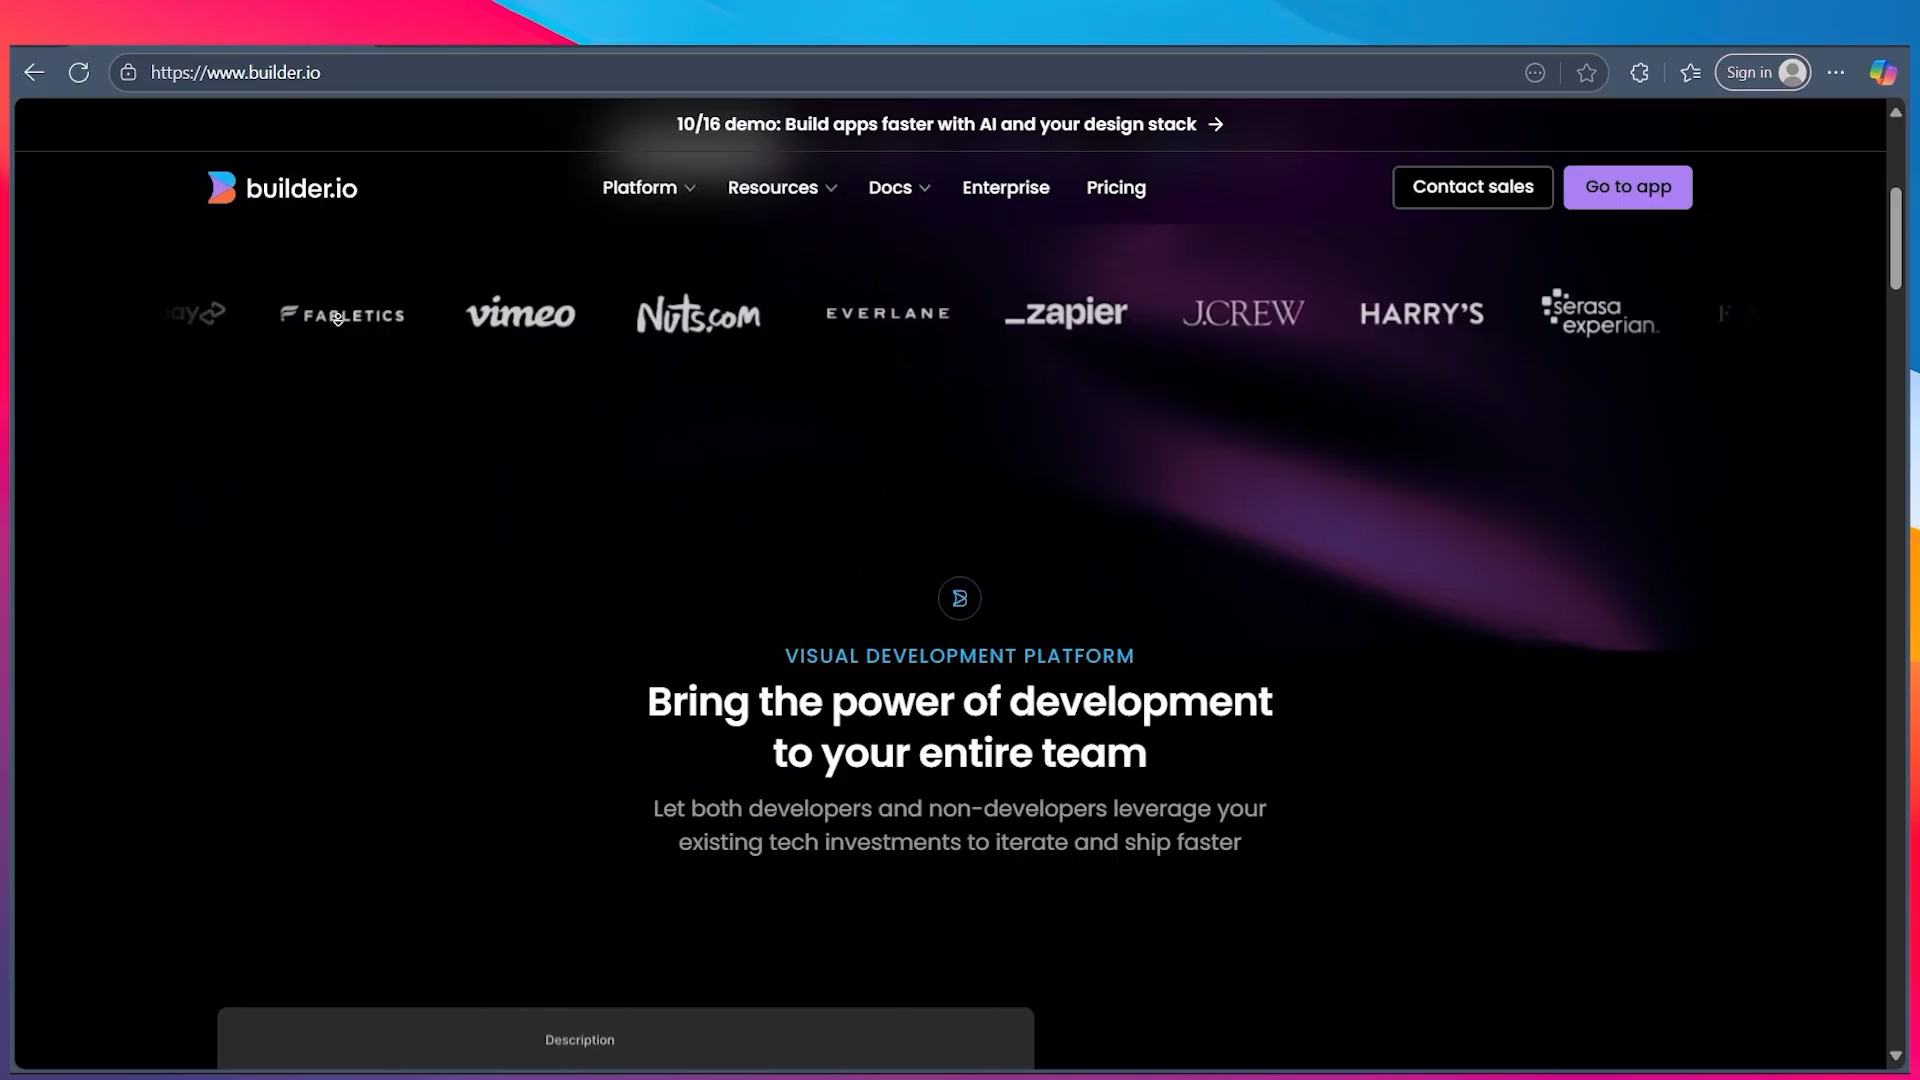 https://www.builder.io
Sign in
10/16 demo: Build apps faster with AI and your design stack →
builder.io
Platform
Resources
Docs
Enterprise
Pricing
Contact sales
Go to app
FABLETICS
vimeo
Nuts.com
EVERLANE
_zapier
J.CREW
HARRY'S
serasa
experian.
VISUAL DEVELOPMENT PLATFORM
Bring the power of development
to your entire team
Let both developers and non-developers leverage your
existing tech investments to iterate and ship faster
Description